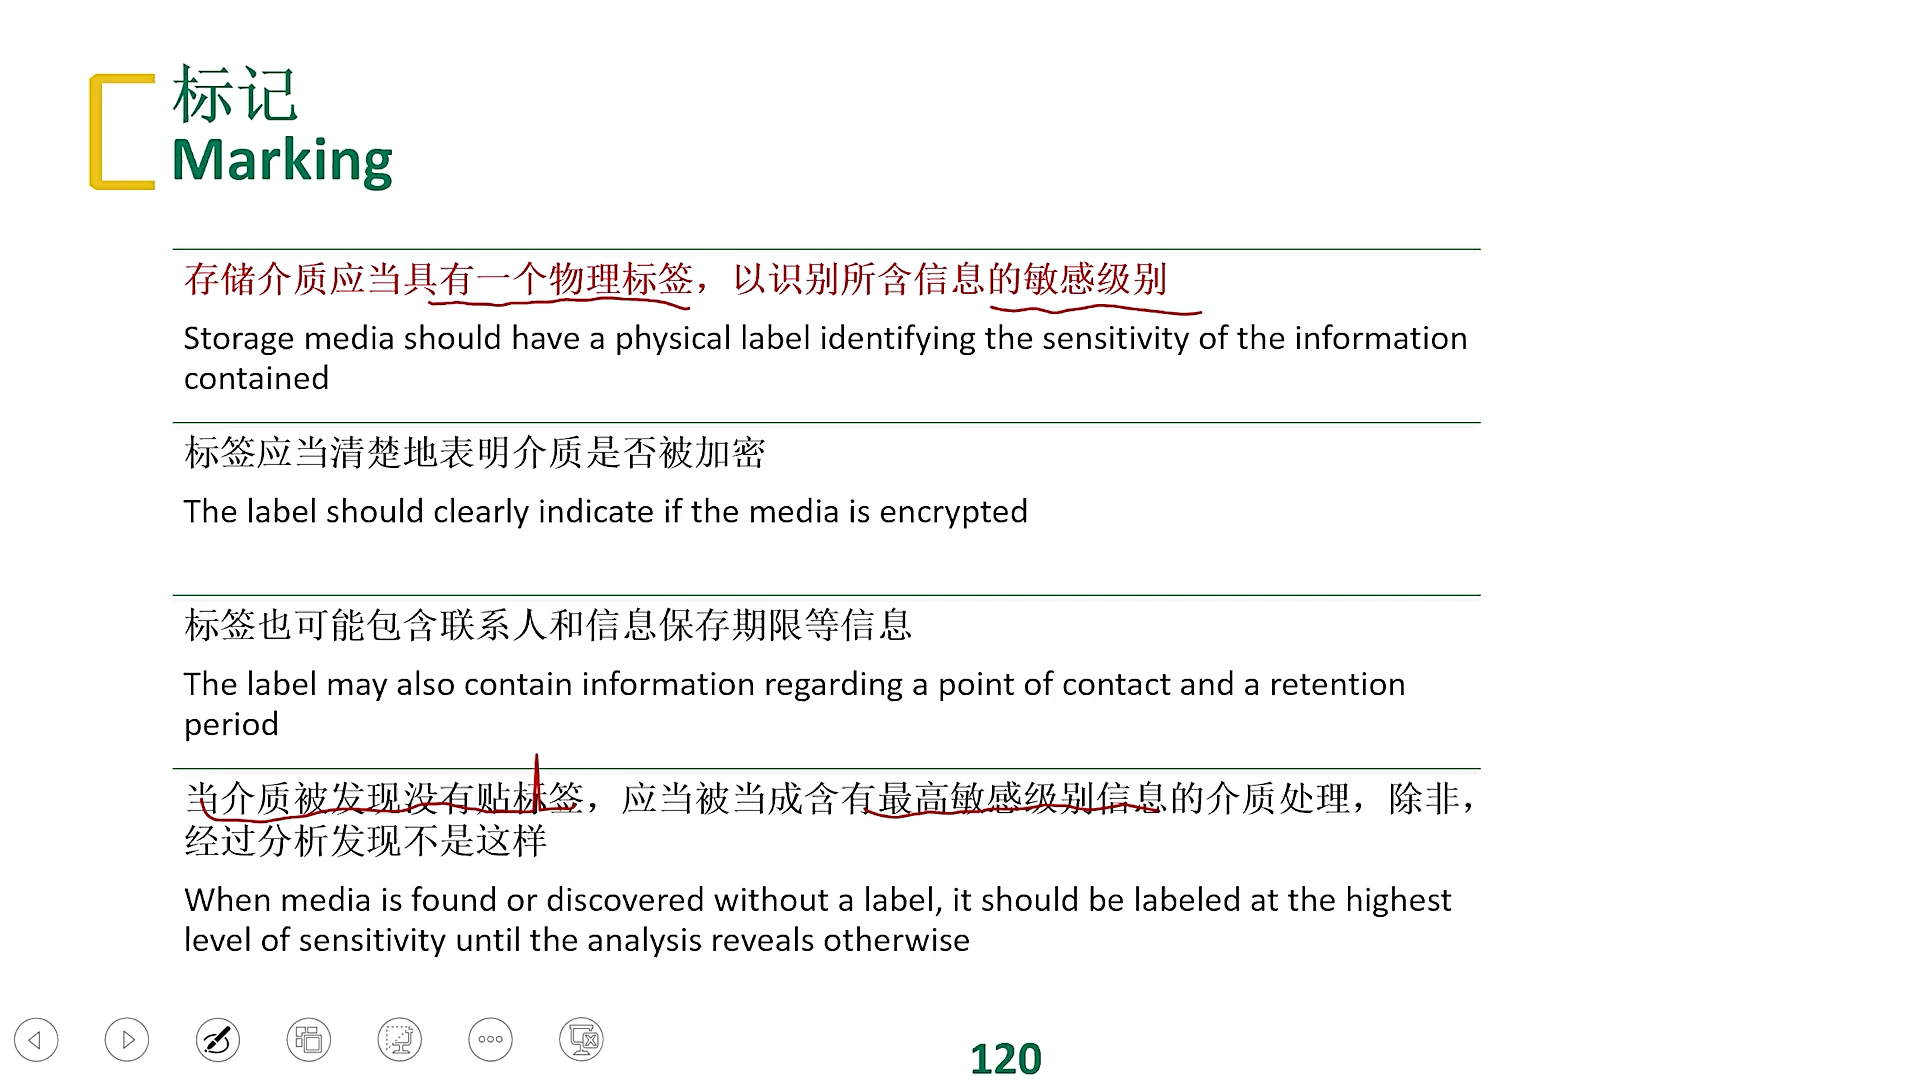 标记
Marking
存储介质应当具有一个物理标签，以识别所含信息的敏感级别
Storage media should have a physical label identifying the sensitivity of the information
contained
标签应当清楚地表明介质是否被加密
The label should clearly indicate if the media is encrypted
标签也可能包含联系人和信息保存期限等信息
The label may also contain information regarding a point of contact and a retention
period
当介质被发现没有贴标签，应当被当成含有最高敏感级别信息的介质处理，除非，
经过分析发现不是这样
When media is found or discovered without a label, it should be labeled at the highest
level of sensitivity until the analysis reveals otherwise
120